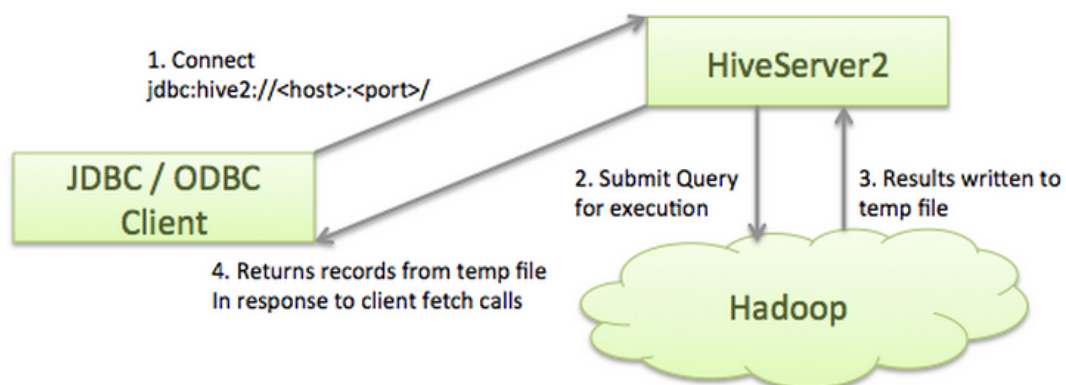 1. Connect
jdbc:hive2://<host>:<port>/
HiveServer2
JDBC / ODBC
Client
2. Submit Query
for execution
3. Results written to
temp file
4. Returns records from temp file
In response to client fetch calls
Hadoop